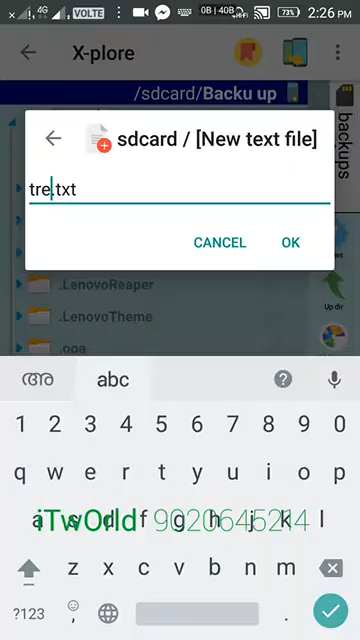 4G VOLTE 0B | 40B 73% 2:26 PM
X-plore
/sdcard/Backu up
sdcard / [New text file]
backups
tre.txt
CANCEL OK
.LenovoReaper
Up dir
.LenovoTheme
.ooa
അആ abc
1 2 3 4 5 6 7 8 9 0
q w e r t y u i o p
a s d f g h j k l
iTwOrld 9020645214
z x c v b n m
?123 .